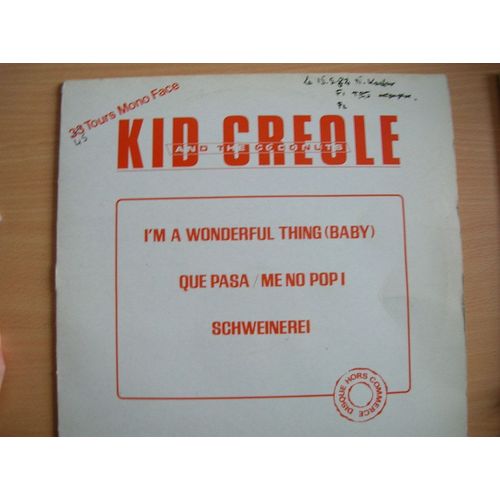 33 Tours Mono Face
45
KID CREOLE
AND THE COCONUTS
I'M A WONDERFUL THING (BABY)
QUE PASA / ME NO POP I
SCHWEINEREI
DISQUE HORS COMMERCE